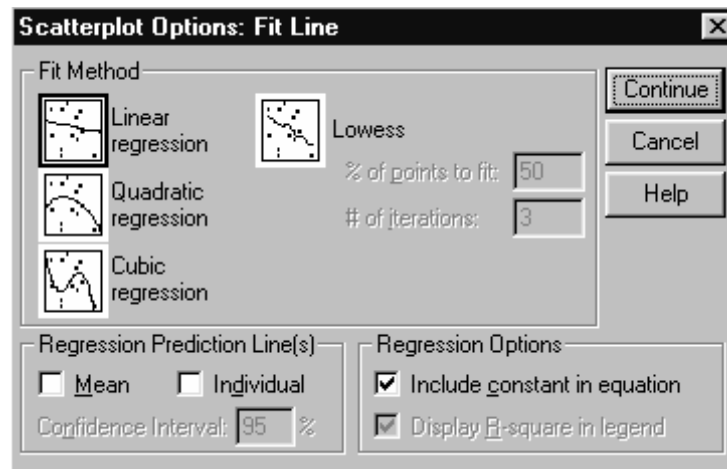 Scatterplot Options: Fit Line
Fit Method
Linear
regression
Quadratic
regression
Cubic
regression
Lowess
% of points to fit: 50
# of iterations: 3
Continue
Cancel
Help
Regression Prediction Line(s)
Mean
Individual
Confidence Interval: 95 %
Regression Options
Include constant in equation
Display R-square in legend